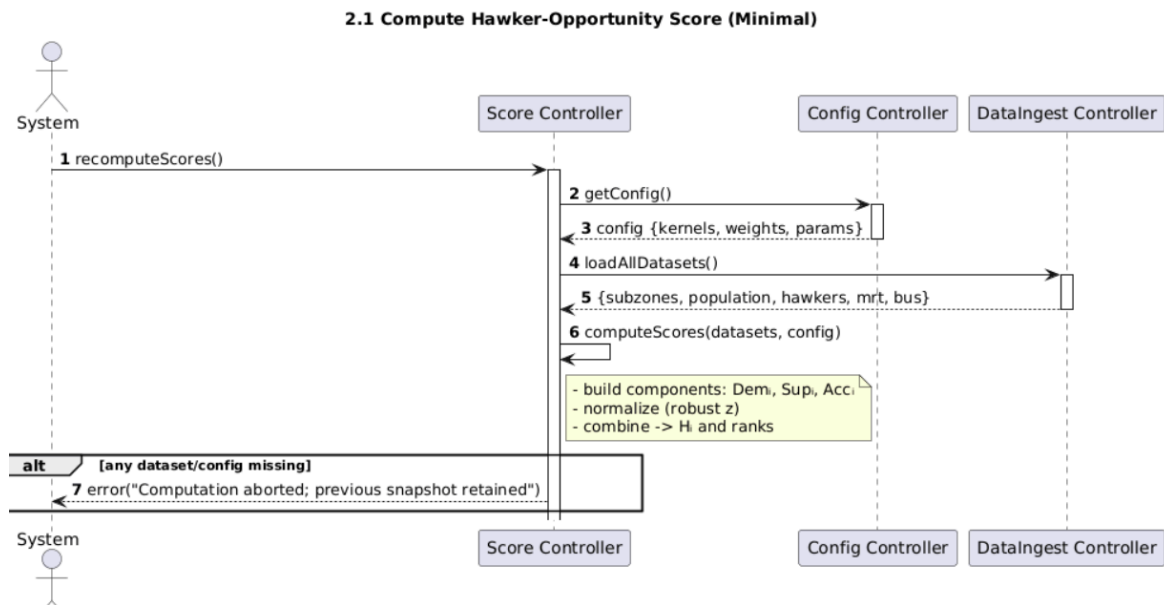 2.1 Compute Hawker-Opportunity Score (Minimal)
System
Score Controller
Config Controller
DataIngest Controller
1 recomputeScores()
2 getConfig()
3 config {kernels, weights, params}
4 loadAllDatasets()
5 {subzones, population, hawkers, mrt, bus}
6 computeScores(datasets, config)
- build components: Demᵢ, Supᵢ, Accᵢ
- normalize (robust z)
- combine -> Hᵢ and ranks
alt [any dataset/config missing]
7 error("Computation aborted; previous snapshot retained")
System
Score Controller
Config Controller
DataIngest Controller